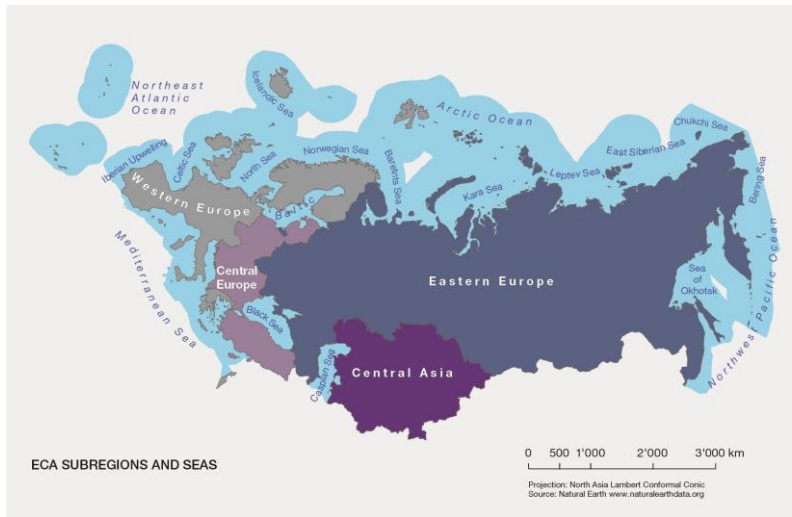 Northeast
Atlantic
Ocean
Icelandic Sea
Arctic Ocean
Chukchi Sea
Iberian Upwelling
Celtic Sea
North Sea
Norwegian Sea
Barehts Sea
East Siberian Sea
Leptev Sea
Kara Sea
Bering Sea
Western Europe
Baltic
Mediterranean Sea
Central
Europe
Eastern Europe
Sea
of
Okhotsk
Northwest Pacific Ocean
Black Sea
Caspian Sea
Central Asia
ECA SUBREGIONS AND SEAS
0 500 1'000 2'000 3'000 km
Projection: North Asia Lambert Conformal Conic
Source: Natural Earth www.naturalearthdata.org